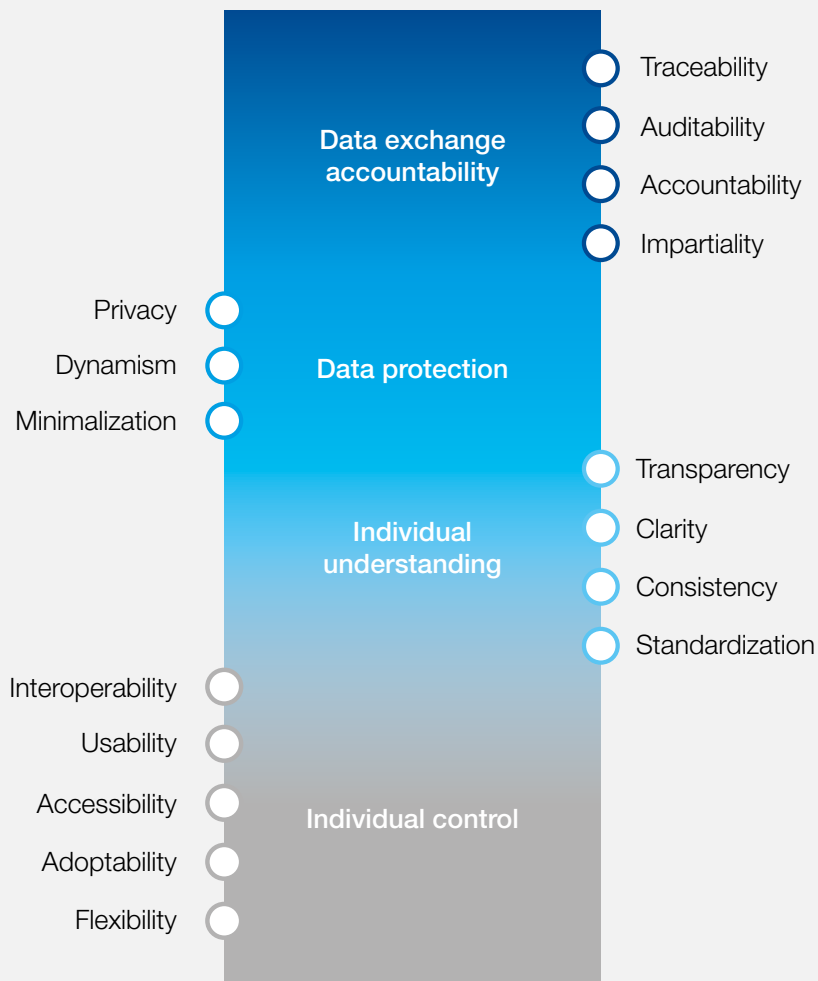 Traceability
Data exchange
accountability
Auditability
Accountability
Impartiality
Privacy
Dynamism
Data protection
Minimalization
Transparency
Individual
understanding
Clarity
Consistency
Standardization
Interoperability
Usability
Accessibility
Individual control
Adoptability
Flexibility